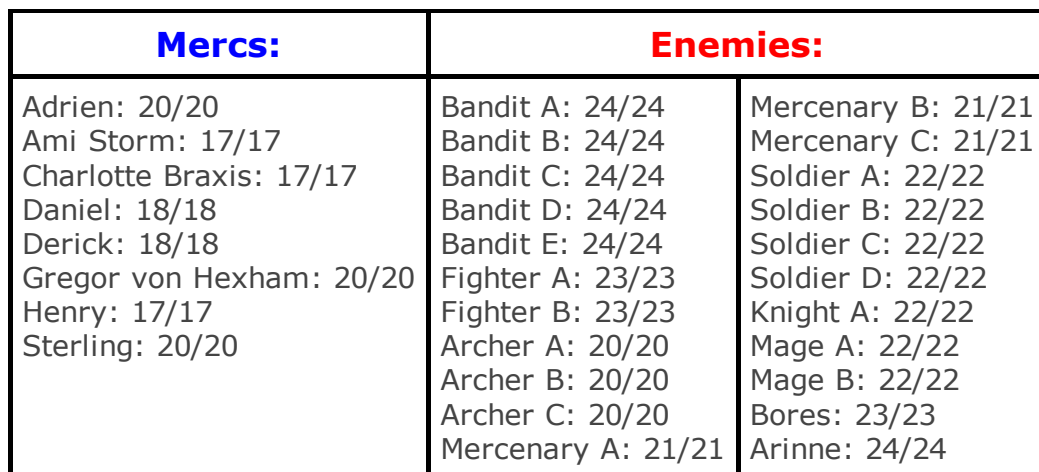 Mercs:
Enemies:
Adrien: 20/20
Ami Storm: 17/17
Charlotte Braxis: 17/17
Daniel: 18/18
Derick: 18/18
Gregor von Hexham: 20/20
Henry: 17/17
Sterling: 20/20
Bandit A: 24/24
Bandit B: 24/24
Bandit C: 24/24
Bandit D: 24/24
Bandit E: 24/24
Fighter A: 23/23
Fighter B: 23/23
Archer A: 20/20
Archer B: 20/20
Archer C: 20/20
Mercenary A: 21/21
Mercenary B: 21/21
Mercenary C: 21/21
Soldier A: 22/22
Soldier B: 22/22
Soldier C: 22/22
Soldier D: 22/22
Knight A: 22/22
Mage A: 22/22
Mage B: 22/22
Bores: 23/23
Arinne: 24/24